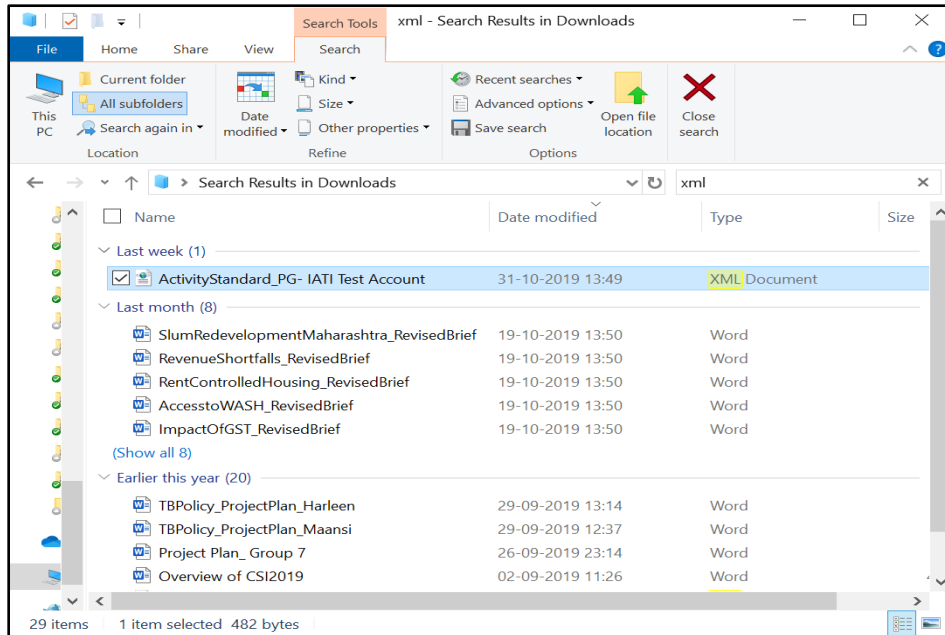 Search Tools xml - Search Results in Downloads
File Home Share View Search
This PC
Current folder
All subfolders
Search again in
Location
Date modified
Kind
Size
Other properties
Refine
Recent searches
Advanced options
Save search
Open file location
Options
Close search
Search Results in Downloads xml
Name Date modified Type Size
Last week (1)
ActivityStandard_PG- IATI Test Account 31-10-2019 13:49 XML Document
Last month (8)
SlumRedevelopmentMaharashtra_RevisedBrief 19-10-2019 13:50 Word
RevenueShortfalls_RevisedBrief 19-10-2019 13:50 Word
RentControlledHousing_RevisedBrief 19-10-2019 13:50 Word
AccesstoWASH_RevisedBrief 19-10-2019 13:50 Word
ImpactOfGST_RevisedBrief 19-10-2019 13:50 Word
(Show all 8)
Earlier this year (20)
TBPolicy_ProjectPlan_Harleen 29-09-2019 13:14 Word
TBPolicy_ProjectPlan_Maansi 29-09-2019 12:37 Word
Project Plan_ Group 7 26-09-2019 23:14 Word
Overview of CSI2019 02-09-2019 11:26 Word
29 items 1 item selected 482 bytes